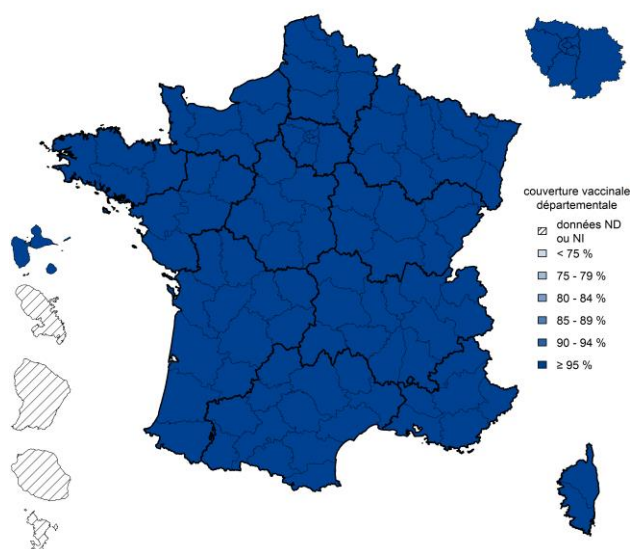 couverture vaccinale
départementale
données ND
ou NI
< 75 %
75 - 79 %
80 - 84 %
85 - 89 %
90 - 94 %
≥ 95 %